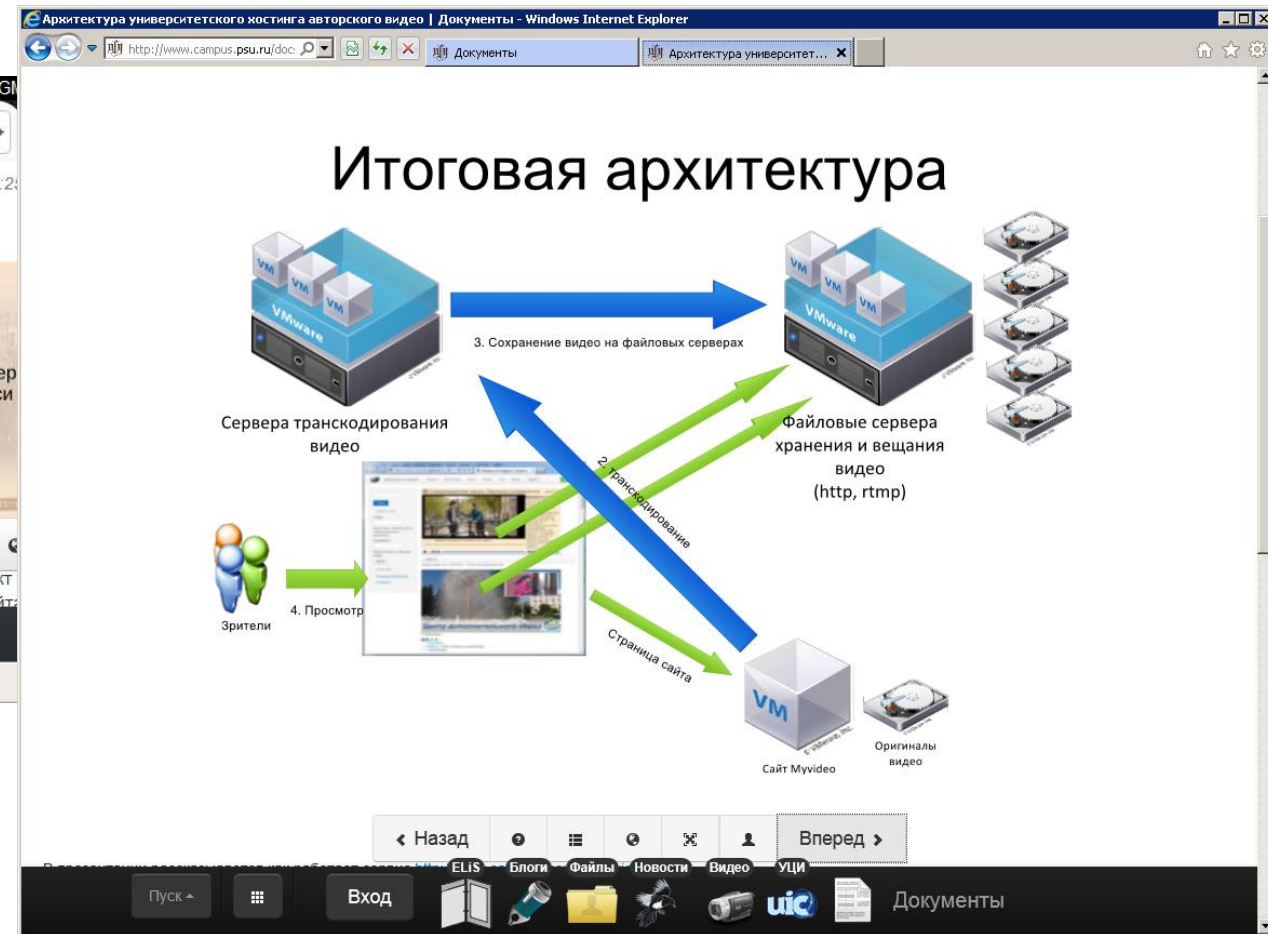 Архитектура университетского хостинга авторского видео | Документы - Windows Internet Explorer
http://www.campus.psu.ru/doc
Документы
Архитектура университет...
Итоговая архитектура
VM
VM
VM
VMware
VM
VM
VM
VMware
3. Сохранение видео на файловых серверах
Сервера транскодирования
видео
Файловые сервера
хранения и вещания
видео
(http, rtmp)
2. транскодирование
4. Просмотр
Зрители
Страница сайта
VM
Сайт Myvideo
Оригиналы
видео
Назад
Вперед
ELiS
Блоги
Файлы
Новости
Видео
УЦИ
Пуск
Вход
uic
Документы